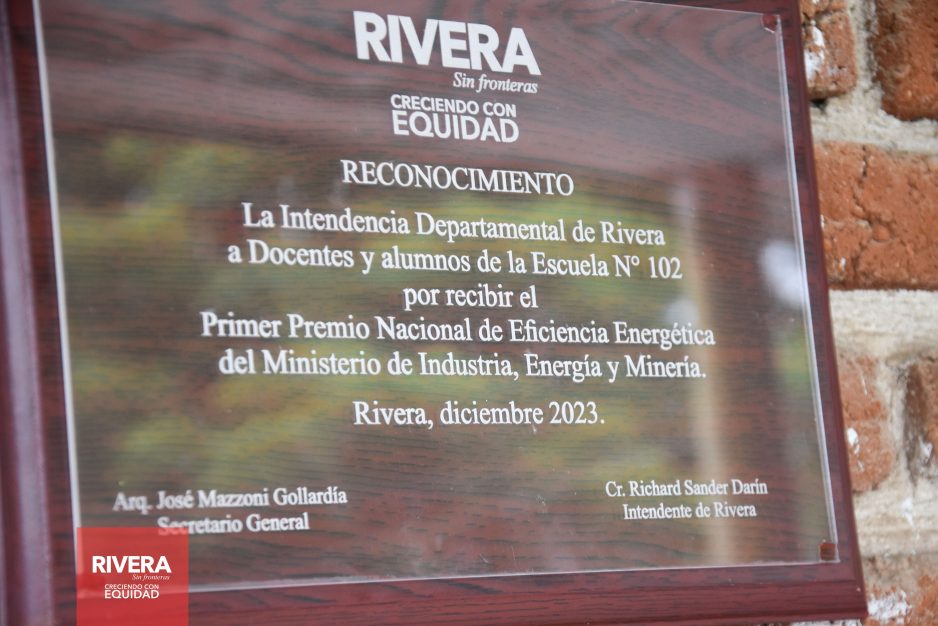 RIVERA
Sin fronteras
CRECIENDO CON
EQUIDAD
RECONOCIMIENTO
La Intendencia Departamental de Rivera
a Docentes y alumnos de la Escuela N° 102
por recibir el
Primer Premio Nacional de Eficiencia Energética
del Ministerio de Industria, Energía y Minería.
Rivera, diciembre 2023.
Arq. José Mazzoni Gollardía
Secretario General
Cr. Richard Sander Darín
Intendente de Rivera
RIVERA
Sin fronteras
CRECIENDO CON
EQUIDAD